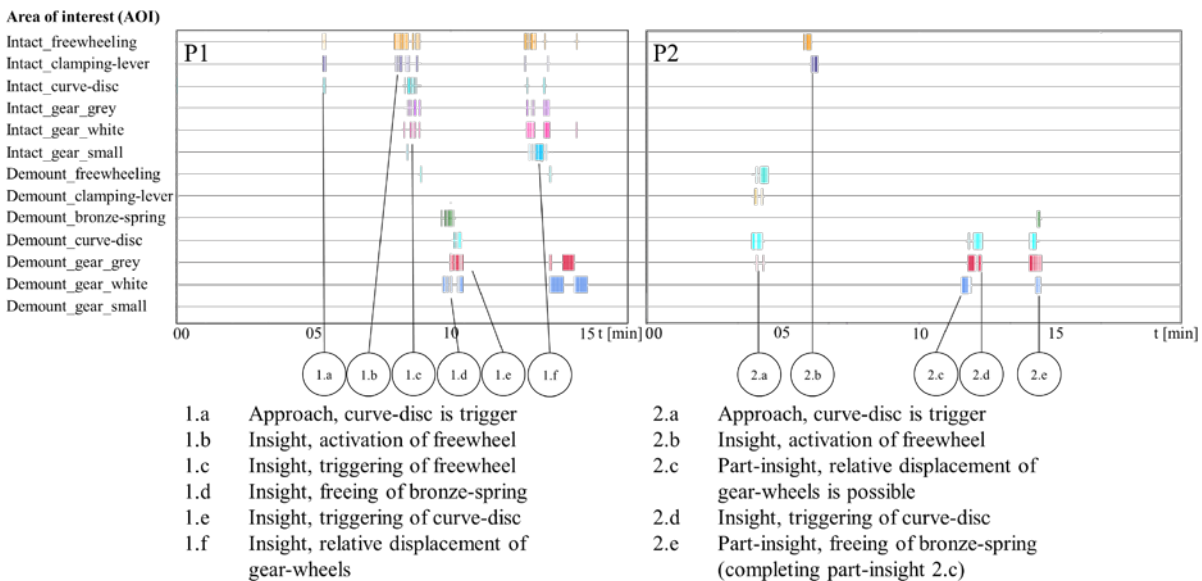 Area of interest (AOI)
Intact_freewheeling
Intact_clamping-lever
Intact_curve-disc
Intact_gear_grey
Intact_gear_white
Intact_gear_small
Demount_freewheeling
Demount_clamping-lever
Demount_bronze-spring
Demount_curve-disc
Demount_gear_grey
Demount_gear_white
Demount_gear_small
P1
P2
00 05 10 15 t [min]
00 05 10 15 t [min]
1.a 1.b 1.c 1.d 1.e 1.f
2.a 2.b 2.c 2.d 2.e
1.a Approach, curve-disc is trigger
1.b Insight, activation of freewheel
1.c Insight, triggering of freewheel
1.d Insight, freeing of bronze-spring
1.e Insight, triggering of curve-disc
1.f Insight, relative displacement of
gear-wheels
2.a Approach, curve-disc is trigger
2.b Insight, activation of freewheel
2.c Part-insight, relative displacement of
gear-wheels is possible
2.d Insight, triggering of curve-disc
2.e Part-insight, freeing of bronze-spring
(completing part-insight 2.c)